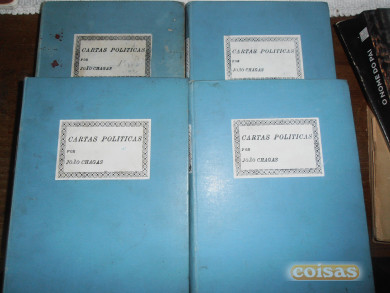 CARTAS POLITICAS
POR
JOÃO CHAGAS
CARTAS POLITICAS
POR
JOÃO CHAGAS
CARTAS POLITICAS
POR
JOÃO CHAGAS
CARTAS POLITICAS
POR
JOÃO CHAGAS
O NOME DO PAI
coisas